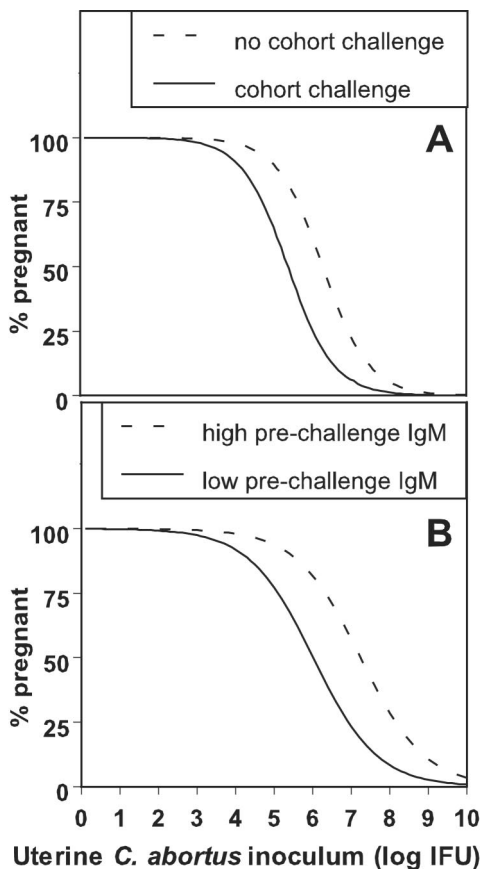 no cohort challenge
cohort challenge
A
100
75
50
25
0
% pregnant
high pre-challenge IgM
low pre-challenge IgM
B
100
75
50
25
0
% pregnant
0 1 2 3 4 5 6 7 8 9 10
Uterine C. abortus inoculum (log IFU)